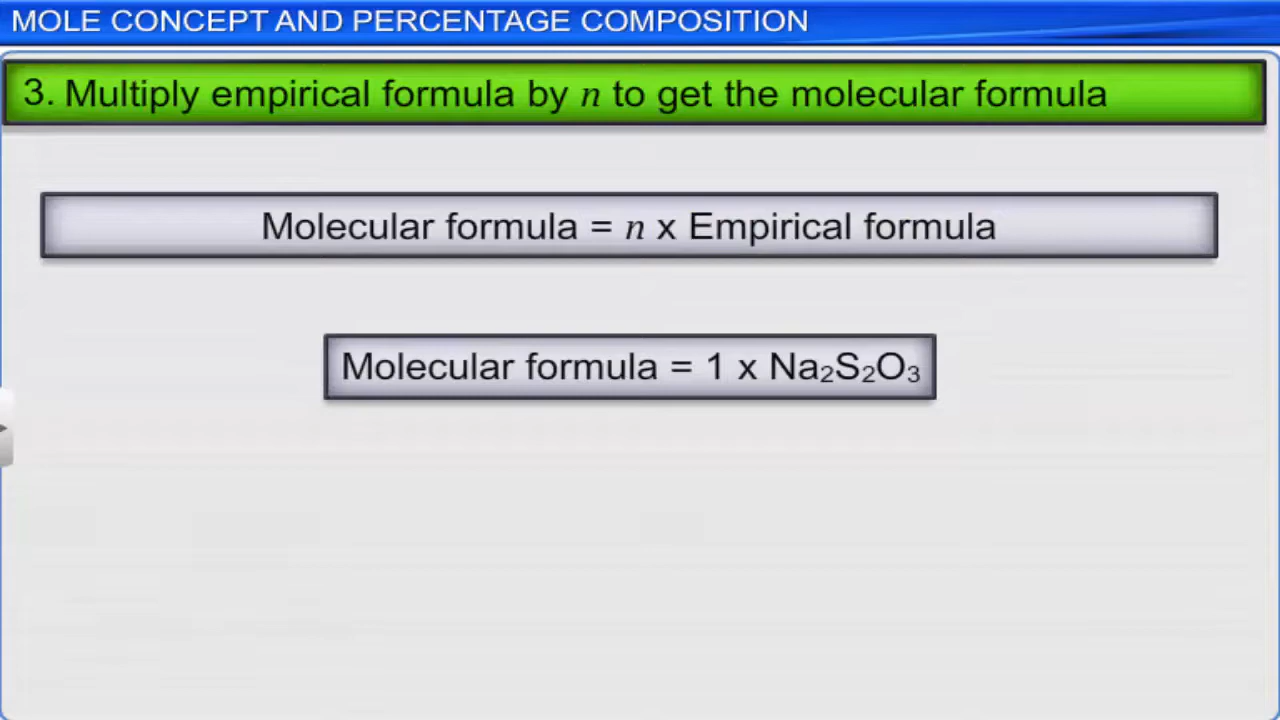 MOLE CONCEPT AND PERCENTAGE COMPOSITION
3. Multiply empirical formula by n to get the molecular formula
Molecular formula = n x Empirical formula
Molecular formula = 1 x Na₂S₂O₃